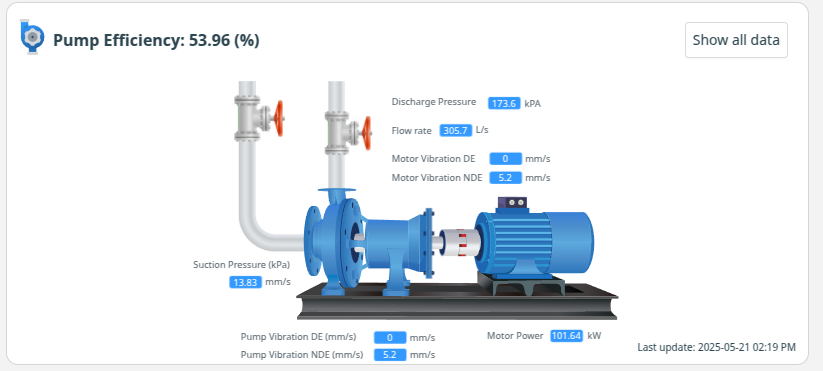 Pump Efficiency: 53.96 (%)
Show all data
Discharge Pressure 173.6 kPA
Flow rate 305.7 L/s
Motor Vibration DE 0 mm/s
Motor Vibration NDE 5.2 mm/s
Suction Pressure (kPa)
13.83 mm/s
Pump Vibration DE (mm/s) 0 mm/s
Motor Power 101.64 kW
Pump Vibration NDE (mm/s) 5.2 mm/s
Last update: 2025-05-21 02:19 PM